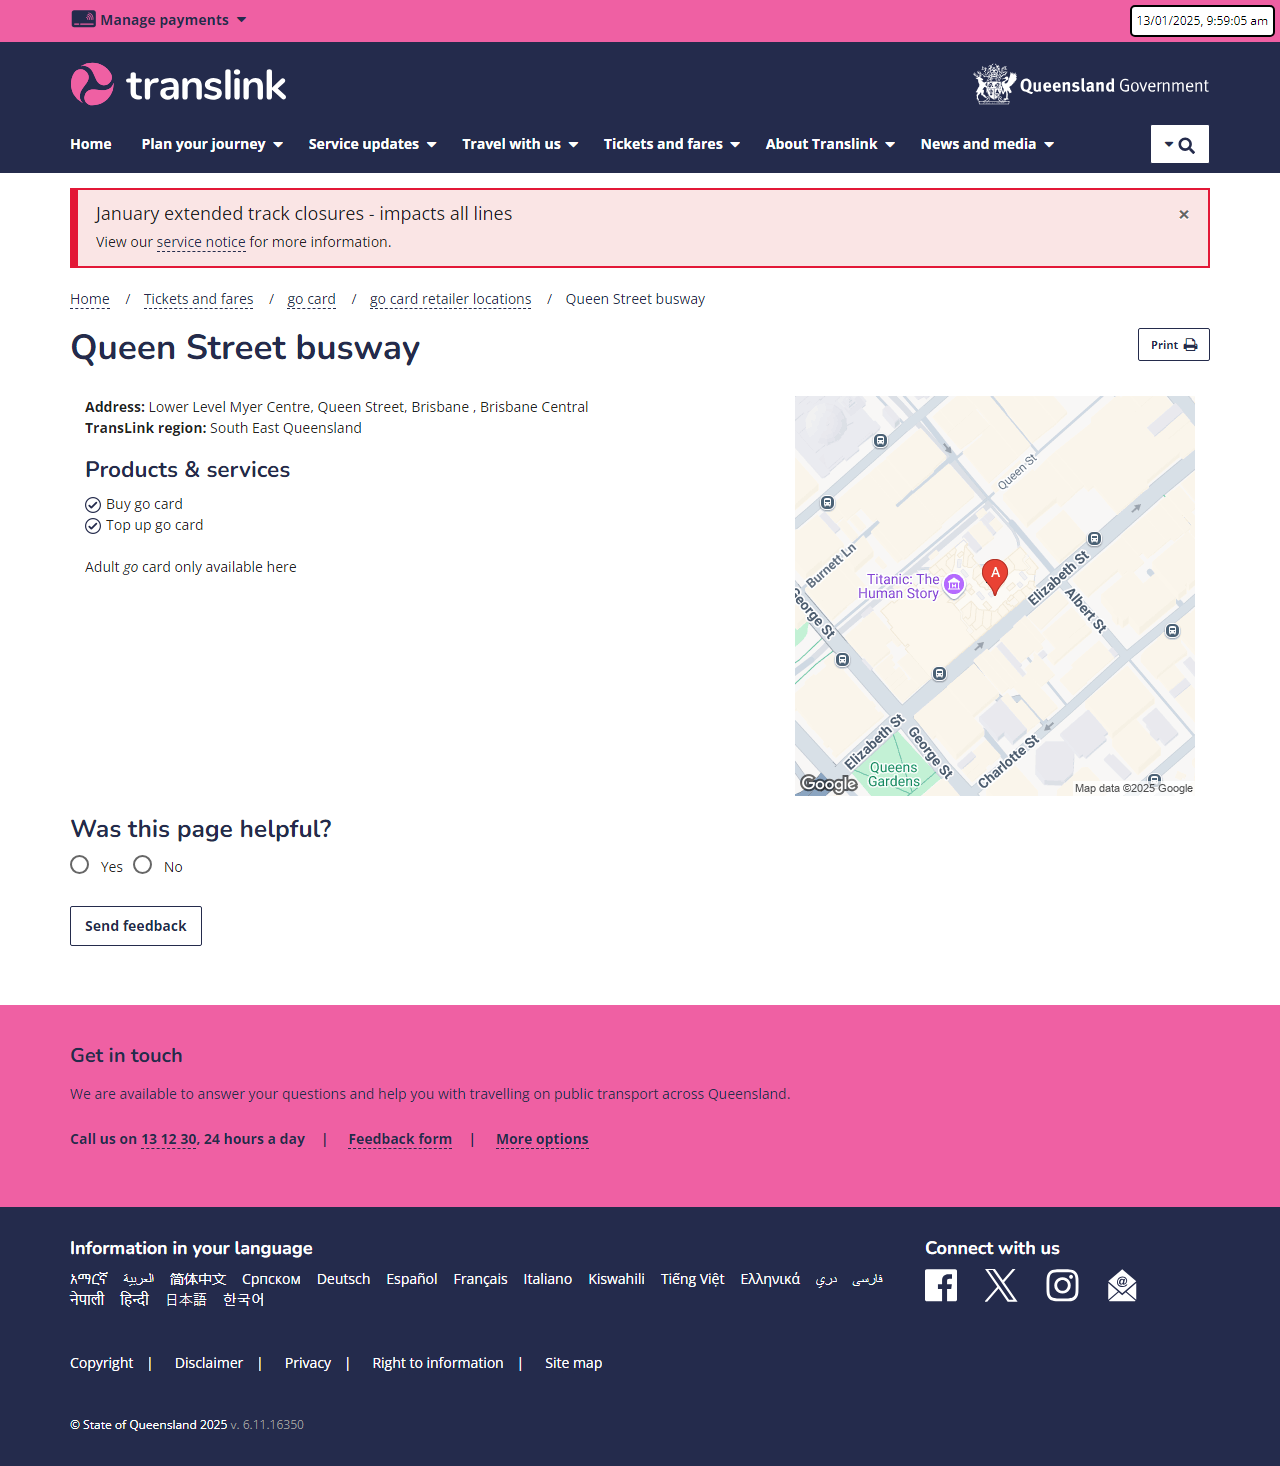 Manage payments
13/01/2025, 9:59:05 am
translink
Queensland Government
Home Plan your journey Service updates Travel with us Tickets and fares About Translink News and media
January extended track closures - impacts all lines ×
View our service notice for more information.
Home / Tickets and fares / go card / go card retailer locations / Queen Street busway
Queen Street busway
Print
Address: Lower Level Myer Centre, Queen Street, Brisbane , Brisbane Central
TransLink region: South East Queensland
Products & services
Buy go card
Top up go card
Adult go card only available here
Queen St
Burnett Ln
Titanic: The
Human Story
A
Elizabeth St
Albert St
George St
Elizabeth St
George St
Charlotte St
Queens
Gardens
Google
Map data ©2025 Google
Was this page helpful?
Yes No
Send feedback
Get in touch
We are available to answer your questions and help you with travelling on public transport across Queensland.
Call us on 13 12 30, 24 hours a day | Feedback form | More options
Information in your language
አማርኛ العربية 简体中文 Српском Deutsch Español Français Italiano Kiswahili Tiếng Việt Ελληνικά دري فارسی
नेपाली हिन्दी 日本語 한국어
Connect with us
Copyright | Disclaimer | Privacy | Right to information | Site map
© State of Queensland 2025 v. 6.11.16350